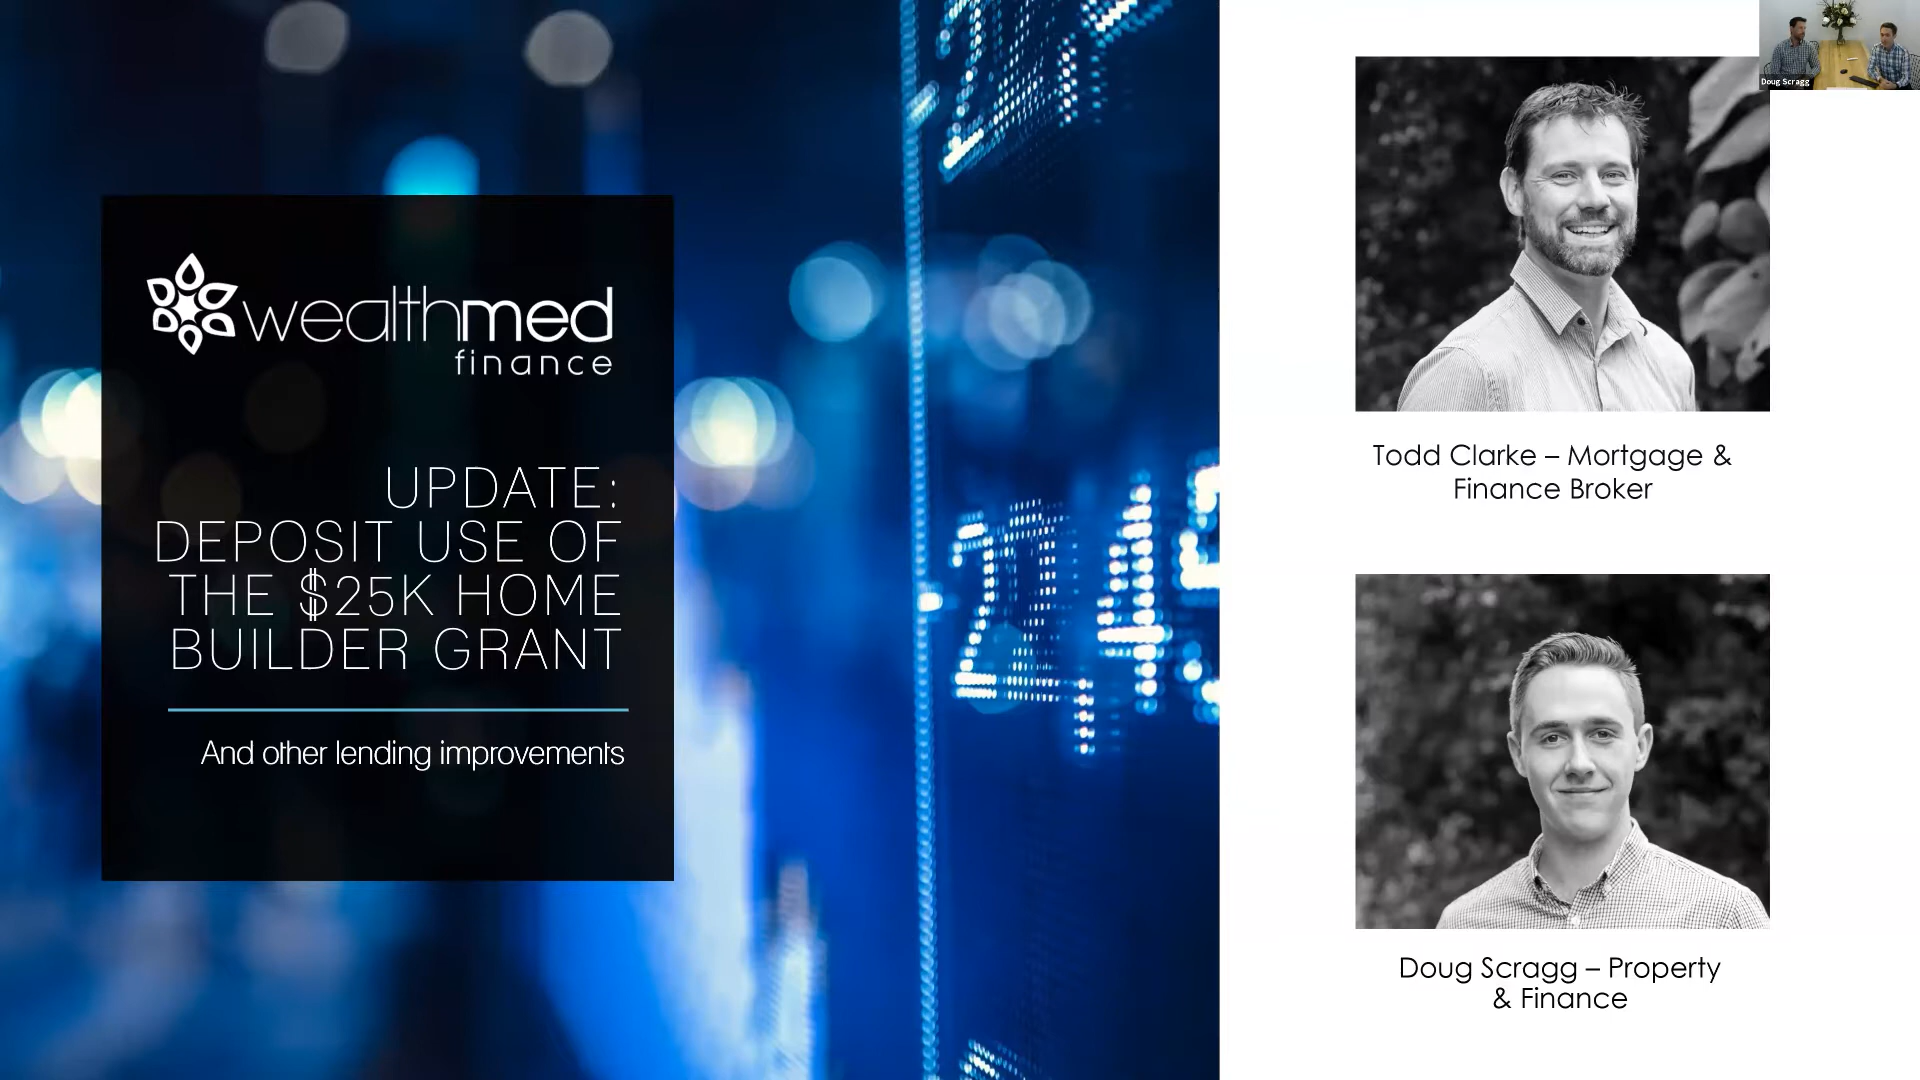 wealthmed
finance
UPDATE:
DEPOSIT USE OF
THE $25K HOME
BUILDER GRANT
And other lending improvements
Todd Clarke – Mortgage &
Finance Broker
Doug Scragg – Property
& Finance
Doug Scragg